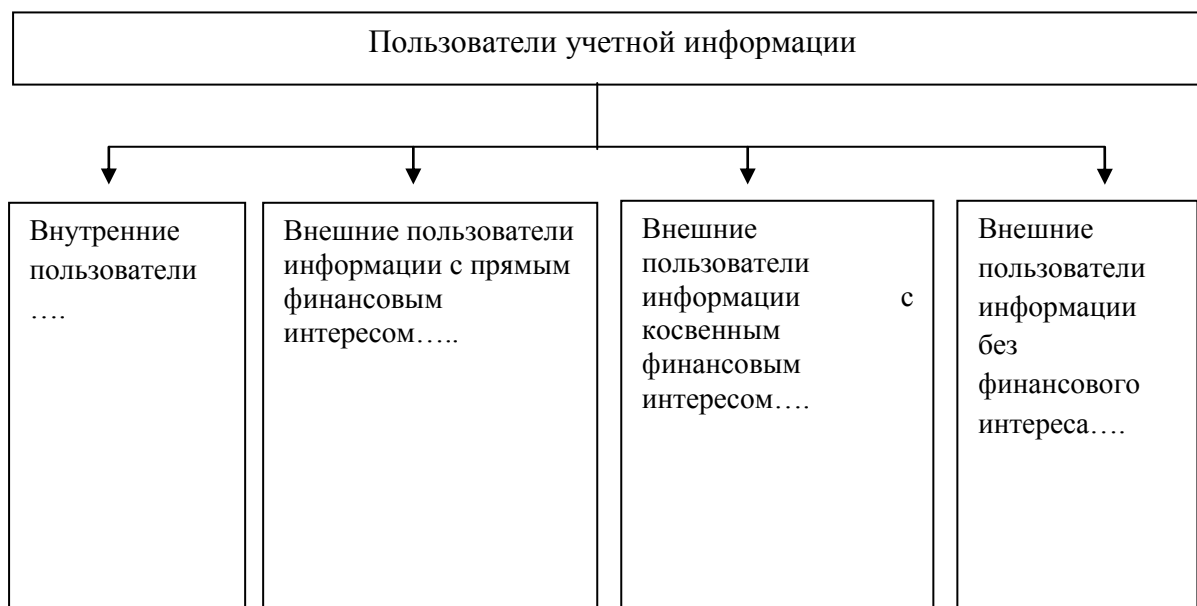 Пользователи учетной информации
Внутренние
пользователи
….
Внешние пользователи
информации с прямым
финансовым
интересом…..
Внешние
пользователи
информации с
косвенным
финансовым
интересом….
Внешние
пользователи
информации
без
финансового
интереса….